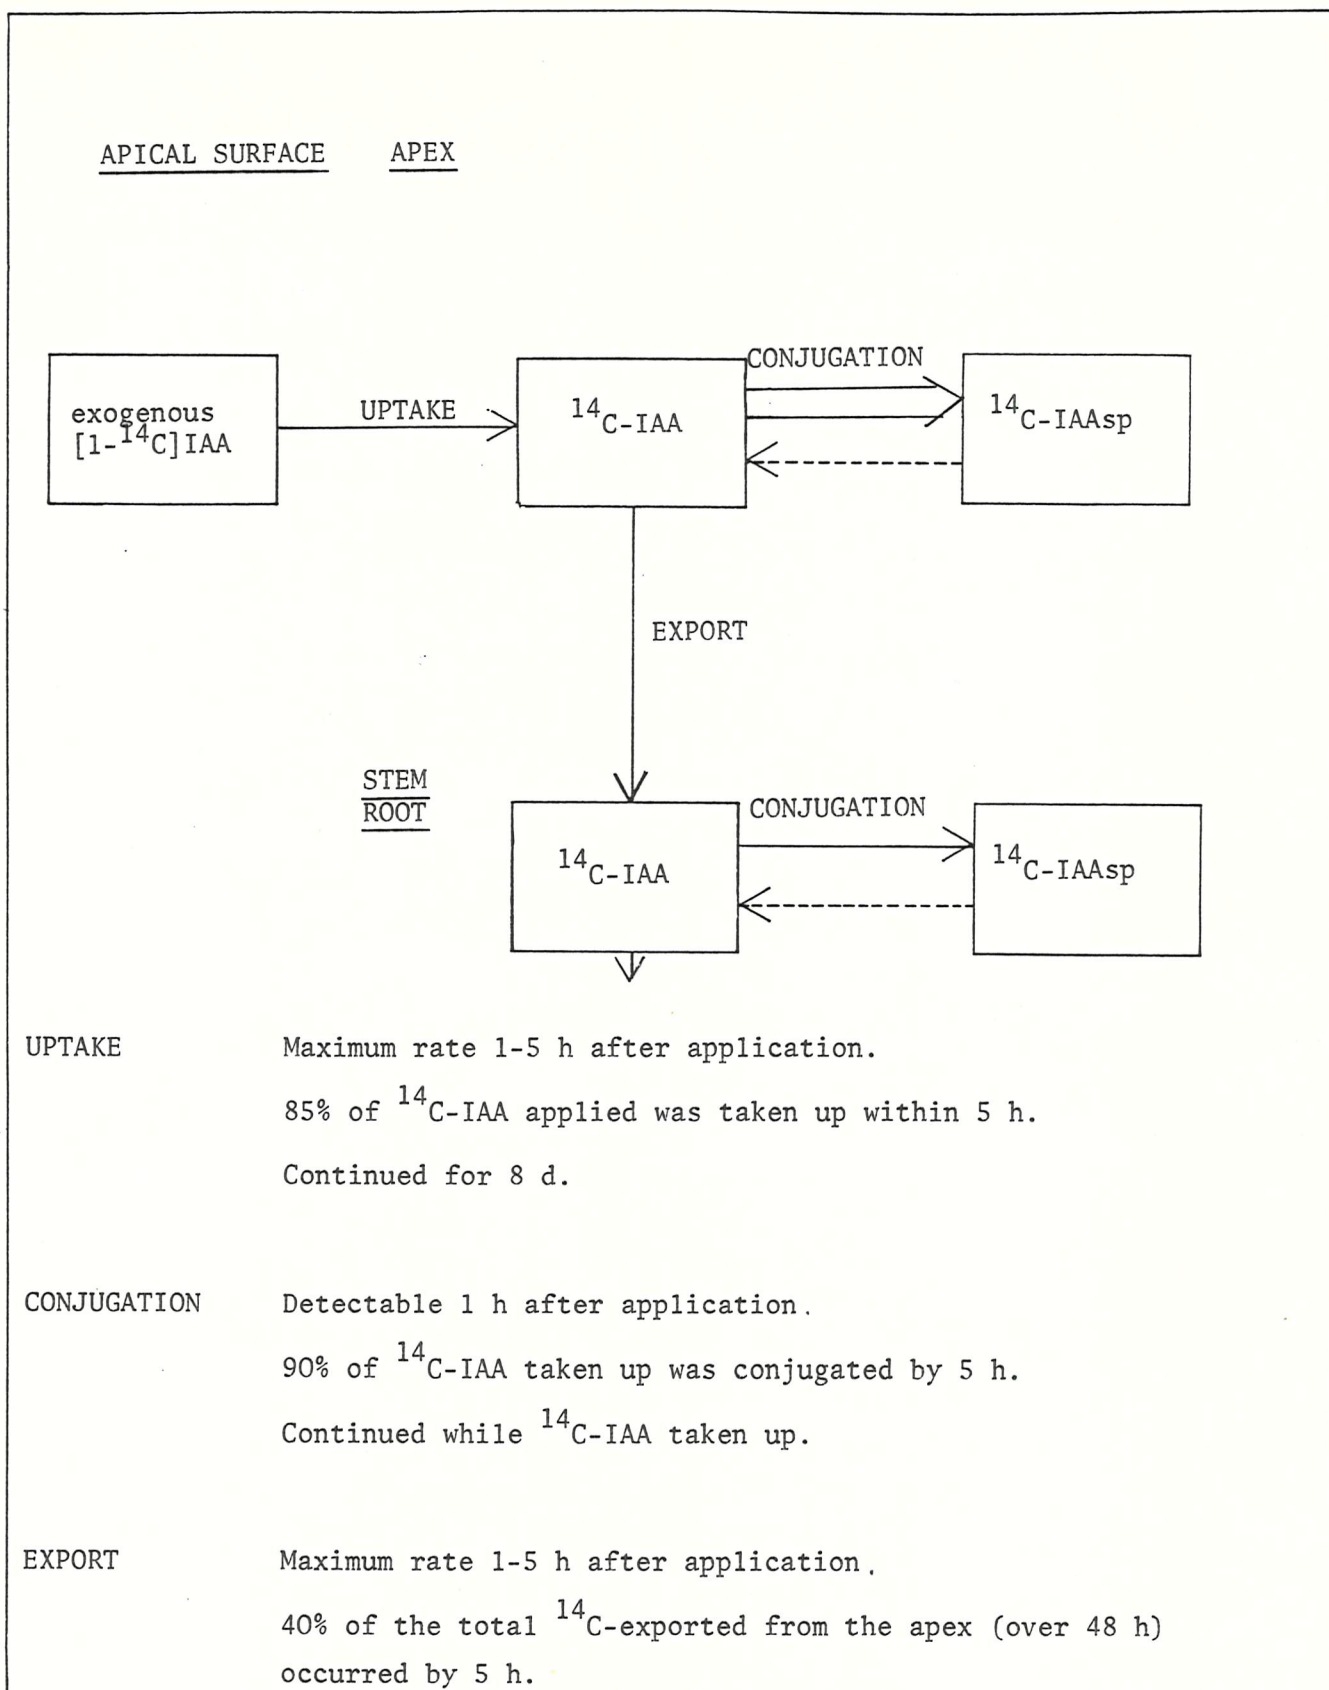 APICAL SURFACE APEX
exogenous
[1-¹⁴C]IAA
UPTAKE
¹⁴C-IAA
CONJUGATION
¹⁴C-IAAsp
EXPORT
STEM
ROOT
¹⁴C-IAA
CONJUGATION
¹⁴C-IAAsp
UPTAKE Maximum rate 1-5 h after application.
85% of ¹⁴C-IAA applied was taken up within 5 h.
Continued for 8 d.
CONJUGATION Detectable 1 h after application.
90% of ¹⁴C-IAA taken up was conjugated by 5 h.
Continued while ¹⁴C-IAA taken up.
EXPORT Maximum rate 1-5 h after application.
40% of the total ¹⁴C-exported from the apex (over 48 h)
occurred by 5 h.